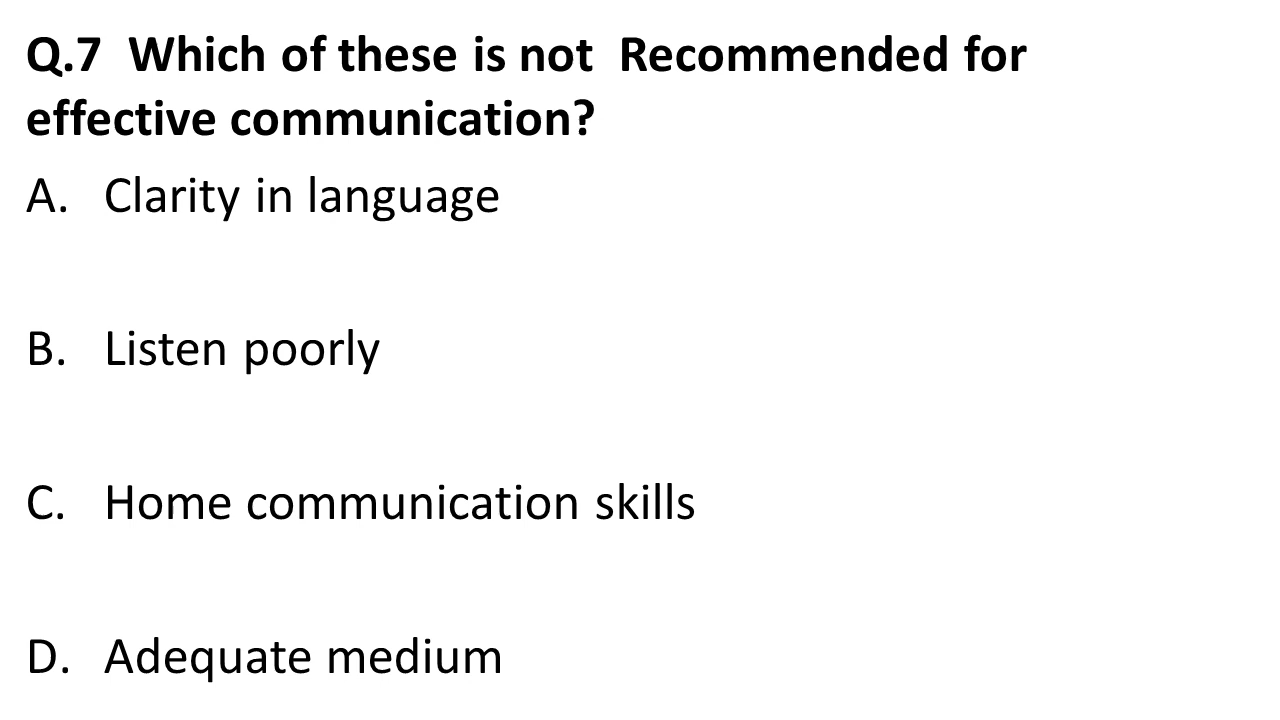 Q.7  Which of these is not  Recommended for
effective communication?
A. Clarity in language
B. Listen poorly
C. Home communication skills
D. Adequate medium